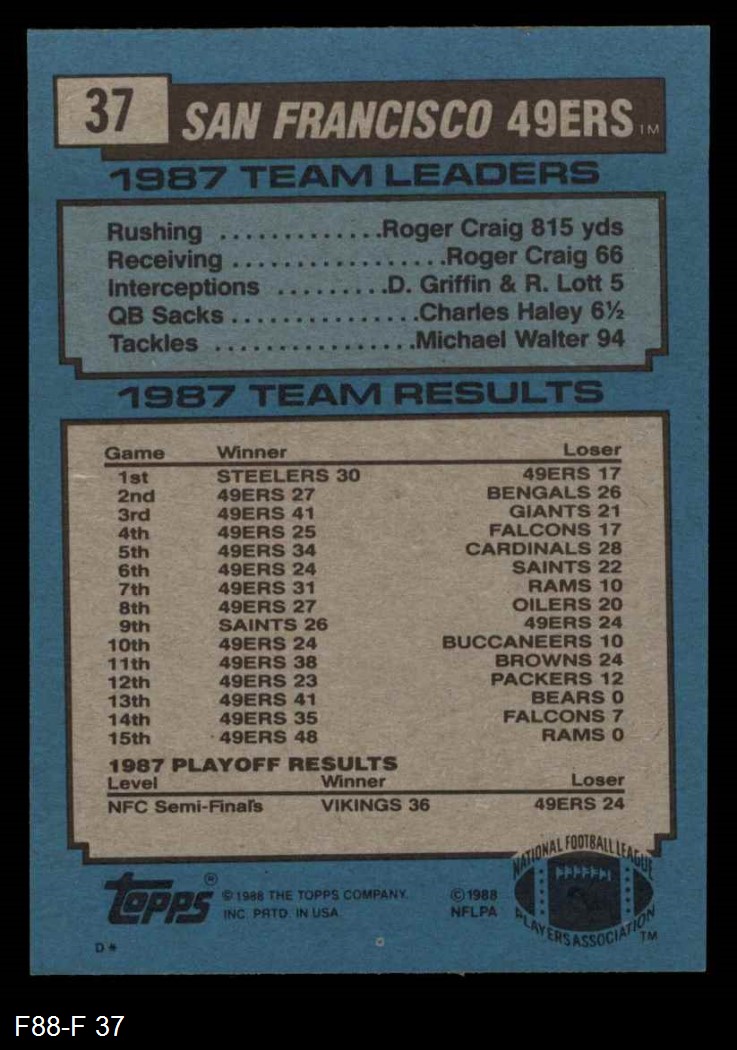 37
SAN FRANCISCO 49ERS TM
1987 TEAM LEADERS
Rushing ..............Roger Craig 815 yds
Receiving ..................Roger Craig 66
Interceptions .........D. Griffin & R. Lott 5
QB Sacks................Charles Haley 6½
Tackles .................Michael Walter 94
1987 TEAM RESULTS
Game Winner Loser
1st STEELERS 30 49ERS 17
2nd 49ERS 27 BENGALS 26
3rd 49ERS 41 GIANTS 21
4th 49ERS 25 FALCONS 17
5th 49ERS 34 CARDINALS 28
6th 49ERS 24 SAINTS 22
7th 49ERS 31 RAMS 10
8th 49ERS 27 OILERS 20
9th SAINTS 26 49ERS 24
10th 49ERS 24 BUCCANEERS 10
11th 49ERS 38 BROWNS 24
12th 49ERS 23 PACKERS 12
13th 49ERS 41 BEARS 0
14th 49ERS 35 FALCONS 7
15th 49ERS 48 RAMS 0
1987 PLAYOFF RESULTS
Level Winner Loser
NFC Semi-Finals VIKINGS 36 49ERS 24
Topps ® © 1988 THE TOPPS COMPANY,
INC. PRTD. IN USA
© 1988
NFLPA
NATIONAL FOOTBALL LEAGUE
PLAYERS ASSOCIATION TM
D*
F88-F 37